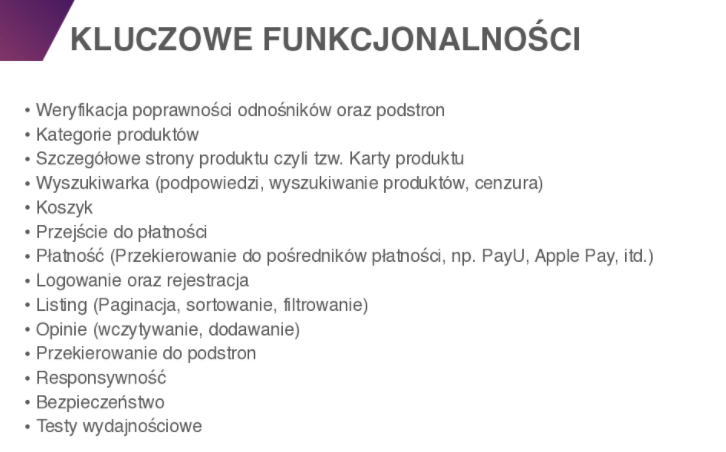 KLUCZOWE FUNKCJONALNOŚCI
• Weryfikacja poprawności odnośników oraz podstron
• Kategorie produktów
• Szczegółowe strony produktu czyli tzw. Karty produktu
• Wyszukiwarka (podpowiedzi, wyszukiwanie produktów, cenzura)
• Koszyk
• Przejście do płatności
• Płatność (Przekierowanie do pośredników płatności, np. PayU, Apple Pay, itd.)
• Logowanie oraz rejestracja
• Listing (Paginacja, sortowanie, filtrowanie)
• Opinie (wczytywanie, dodawanie)
• Przekierowanie do podstron
• Responsywność
• Bezpieczeństwo
• Testy wydajnościowe